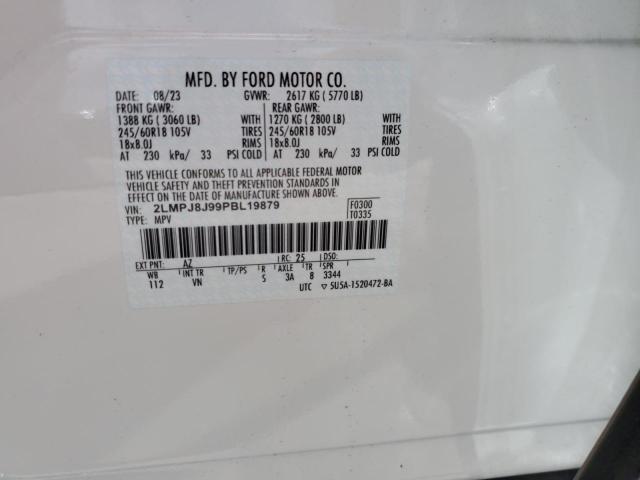 MFD. BY FORD MOTOR CO.
DATE: 08/23 GVWR: 2617 KG ( 5770 LB)
FRONT GAWR: REAR GAWR:
1388 KG ( 3060 LB) WITH 1270 KG ( 2800 LB) WITH
245/60R18 105V TIRES 245/60R18 105V TIRES
18x8.0J RIMS 18x8.0J RIMS
AT 230 kPa/ 33 PSI COLD AT 230 kPa/ 33 PSI COLD
THIS VEHICLE CONFORMS TO ALL APPLICABLE FEDERAL MOTOR
VEHICLE SAFETY AND THEFT PREVENTION STANDARDS IN
EFFECT ON THE DATE OF MANUFACTURE SHOWN ABOVE.
VIN: 2LMPJ8J99PBL19879 F0300
TYPE: MPV T0335
EXT PNT: AZ RC: 25 DSO:
WB INT TR TP/PS R AXLE TR SPR
112 VN S 3A 8 3344
UTC ▽ 5U5A-1520472-BA